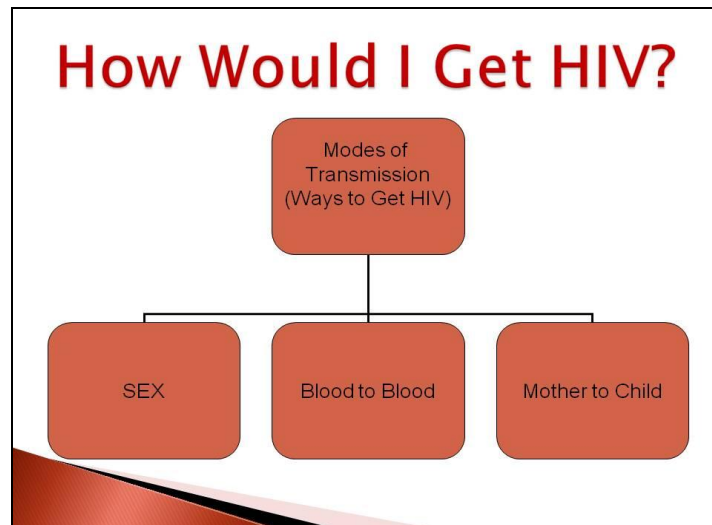 How Would I Get HIV?
Modes of
Transmission
(Ways to Get HIV)
SEX
Blood to Blood
Mother to Child